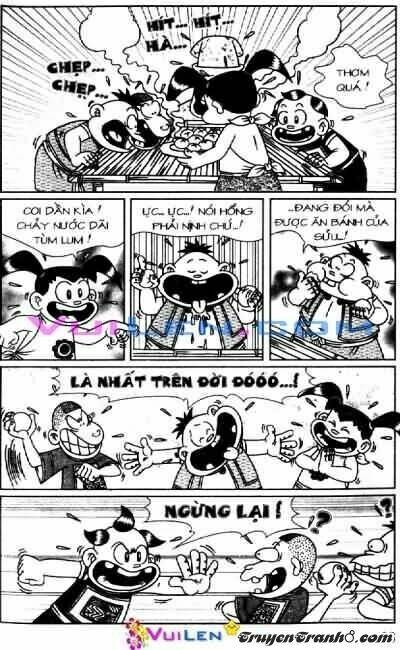 HÍT... HÍT...
HÀ...
CHẸP...
CHẸP...
THƠM
QUÁ!
COI DẦN KÌA!
CHẢY NƯỚC DÃI
TÙM LUM!
ỰC... ỰC...! NÓI HỔNG
PHẢI NỊNH CHỨ...!
...ĐANG ĐÓI MÀ
ĐƯỢC ĂN BÁNH CỦA
SỬU...!
VUILEN.COM
LÀ NHẤT TRÊN ĐỜI ĐÓÓÓ...!
NGỪNG LẠI!
?
?
VUILEN
TruyenTranh8.com